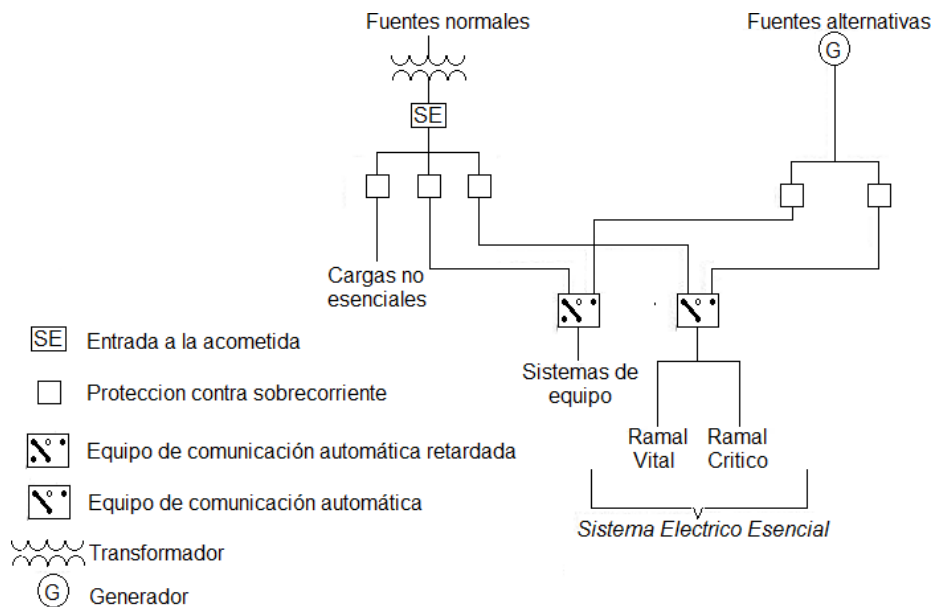 Fuentes normales
Fuentes alternativas
G
SE
Cargas no
esenciales
Sistemas de
equipo
Ramal
Vital
Ramal
Critico
Sistema Electrico Esencial
SE Entrada a la acometida
Proteccion contra sobrecorriente
Equipo de comunicación automática retardada
Equipo de comunicación automática
Transformador
G Generador